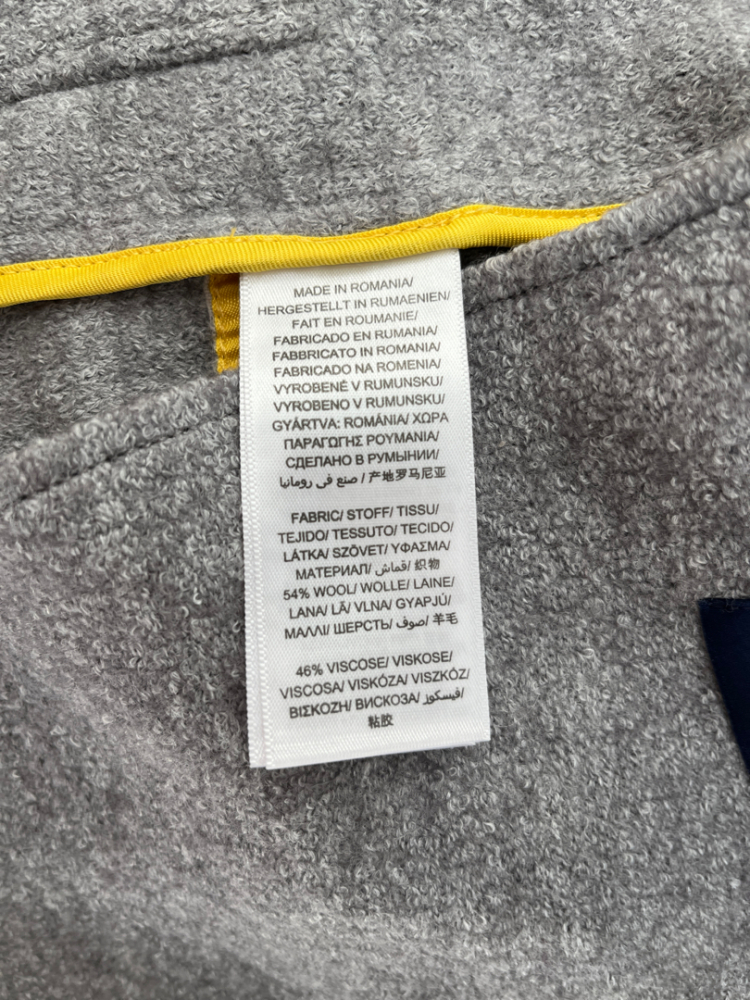 MADE IN ROMANIA/
HERGESTELLT IN RUMAENIEN/
FAIT EN ROUMANIE/
FABRICADO EN RUMANIA/
FABBRICATO IN ROMANIA/
FABRICADO NA ROMENIA/
VYROBENÉ V RUMUNSKU/
VYROBENO V RUMUNSKU/
GYÁRTVA: ROMÁNIA/ ΧΩΡΑ
ΠΑΡΑΓΩΓΗΣ ΡΟΥΜΑΝΙΑ/
СДЕЛАНО В РУМЫНИИ/
صنع في رومانيا / 产地罗马尼亚
FABRIC/ STOFF/ TISSU/
TEJIDO/ TESSUTO/ TECIDO/
LÁTKA/ SZÖVET/ ΥΦΑΣΜΑ/
МАТЕРИАЛ/ قماش/ 织物
54% WOOL/ WOLLE/ LAINE/
LANA/ LÃ/ VLNA/ GYAPJÚ/
ΜΑΛΛΙ/ ШЕРСТЬ/ صوف/ 羊毛
46% VISCOSE/ VISKOSE/
VISCOSA/ VISKÓZA/ VISZKÓZ/
ΒΙΣΚΟΖΗ/ ВИСКОЗА/ فيسكوز/
粘胶